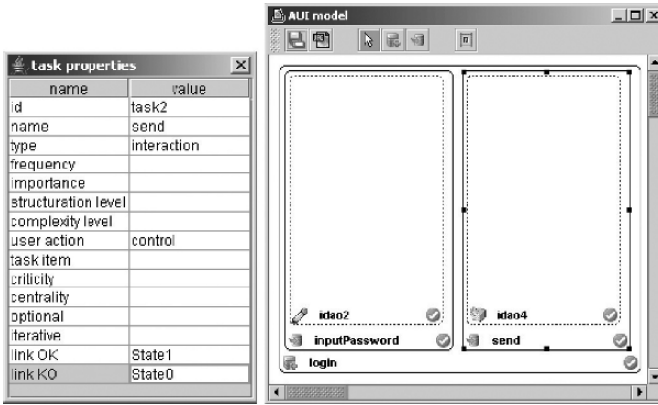 task properties
name value
id task2
name send
type interaction
frequency
importance
structuration level
complexity level
user action control
task item
criticity
centrality
optional
iterative
link OK State1
link KO State0
AUI model
idao2
inputPassword
idao4
send
login